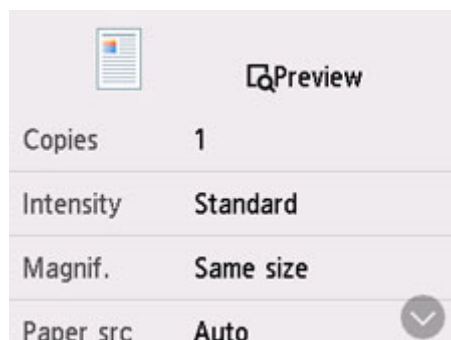 Preview
Copies 1
Intensity Standard
Magnif. Same size
Paper src Auto